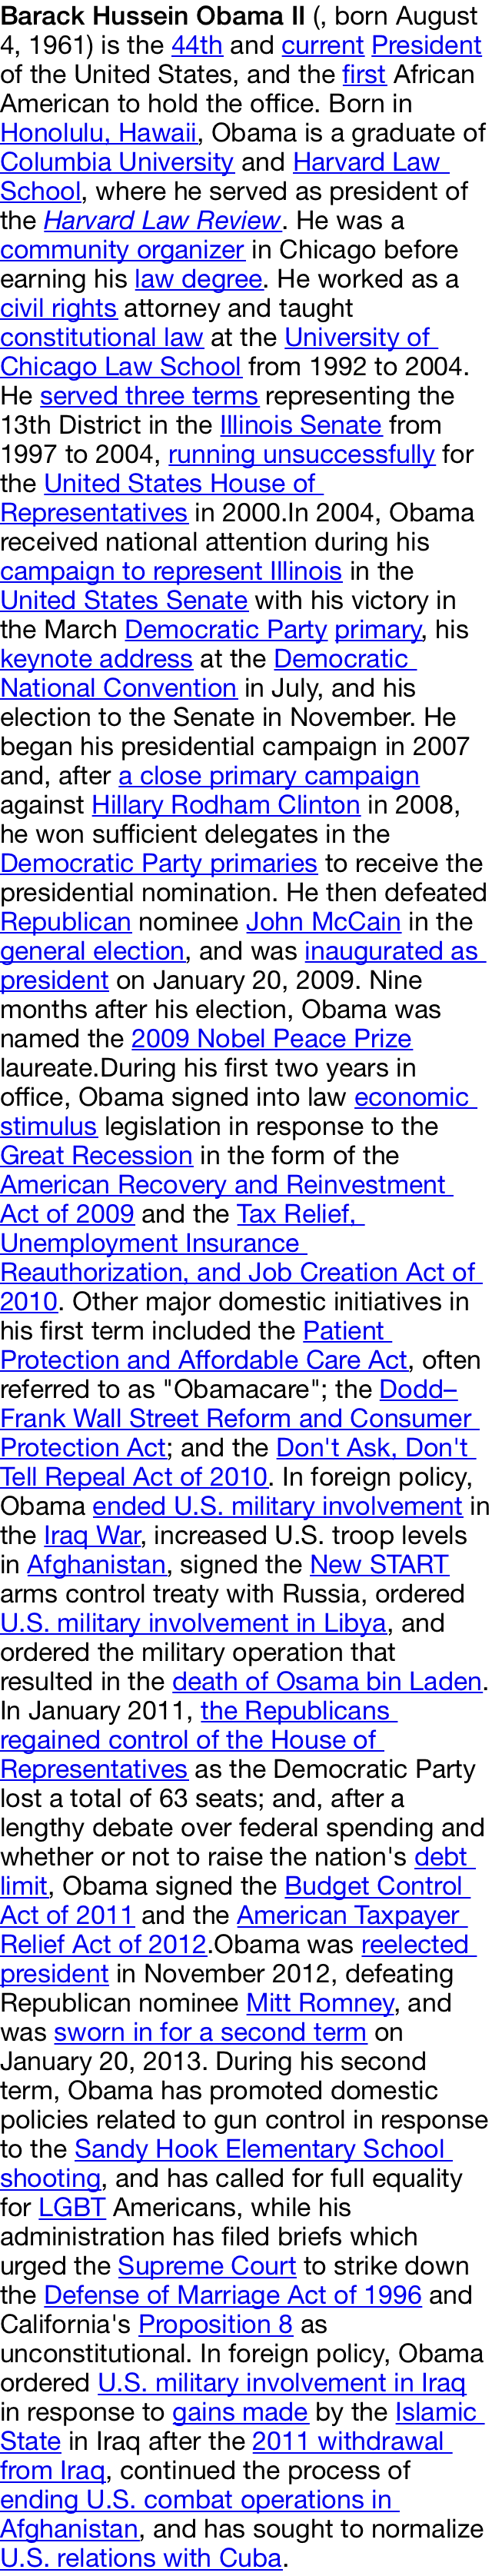 Barack Hussein Obama II (, born August
4, 1961) is the 44th and current President
of the United States, and the first African
American to hold the office. Born in
Honolulu, Hawaii, Obama is a graduate of
Columbia University and Harvard Law
School, where he served as president of
the Harvard Law Review. He was a
community organizer in Chicago before
earning his law degree. He worked as a
civil rights attorney and taught
constitutional law at the University of
Chicago Law School from 1992 to 2004.
He served three terms representing the
13th District in the Illinois Senate from
1997 to 2004, running unsuccessfully for
the United States House of
Representatives in 2000.In 2004, Obama
received national attention during his
campaign to represent Illinois in the
United States Senate with his victory in
the March Democratic Party primary, his
keynote address at the Democratic
National Convention in July, and his
election to the Senate in November. He
began his presidential campaign in 2007
and, after a close primary campaign
against Hillary Rodham Clinton in 2008,
he won sufficient delegates in the
Democratic Party primaries to receive the
presidential nomination. He then defeated
Republican nominee John McCain in the
general election, and was inaugurated as
president on January 20, 2009. Nine
months after his election, Obama was
named the 2009 Nobel Peace Prize
laureate.During his first two years in
office, Obama signed into law economic
stimulus legislation in response to the
Great Recession in the form of the
American Recovery and Reinvestment
Act of 2009 and the Tax Relief,
Unemployment Insurance
Reauthorization, and Job Creation Act of
2010. Other major domestic initiatives in
his first term included the Patient
Protection and Affordable Care Act, often
referred to as "Obamacare"; the Dodd–
Frank Wall Street Reform and Consumer
Protection Act; and the Don't Ask, Don't
Tell Repeal Act of 2010. In foreign policy,
Obama ended U.S. military involvement in
the Iraq War, increased U.S. troop levels
in Afghanistan, signed the New START
arms control treaty with Russia, ordered
U.S. military involvement in Libya, and
ordered the military operation that
resulted in the death of Osama bin Laden.
In January 2011, the Republicans
regained control of the House of
Representatives as the Democratic Party
lost a total of 63 seats; and, after a
lengthy debate over federal spending and
whether or not to raise the nation's debt
limit, Obama signed the Budget Control
Act of 2011 and the American Taxpayer
Relief Act of 2012.Obama was reelected
president in November 2012, defeating
Republican nominee Mitt Romney, and
was sworn in for a second term on
January 20, 2013. During his second
term, Obama has promoted domestic
policies related to gun control in response
to the Sandy Hook Elementary School
shooting, and has called for full equality
for LGBT Americans, while his
administration has filed briefs which
urged the Supreme Court to strike down
the Defense of Marriage Act of 1996 and
California's Proposition 8 as
unconstitutional. In foreign policy, Obama
ordered U.S. military involvement in Iraq
in response to gains made by the Islamic
State in Iraq after the 2011 withdrawal
from Iraq, continued the process of
ending U.S. combat operations in
Afghanistan, and has sought to normalize
U.S. relations with Cuba.